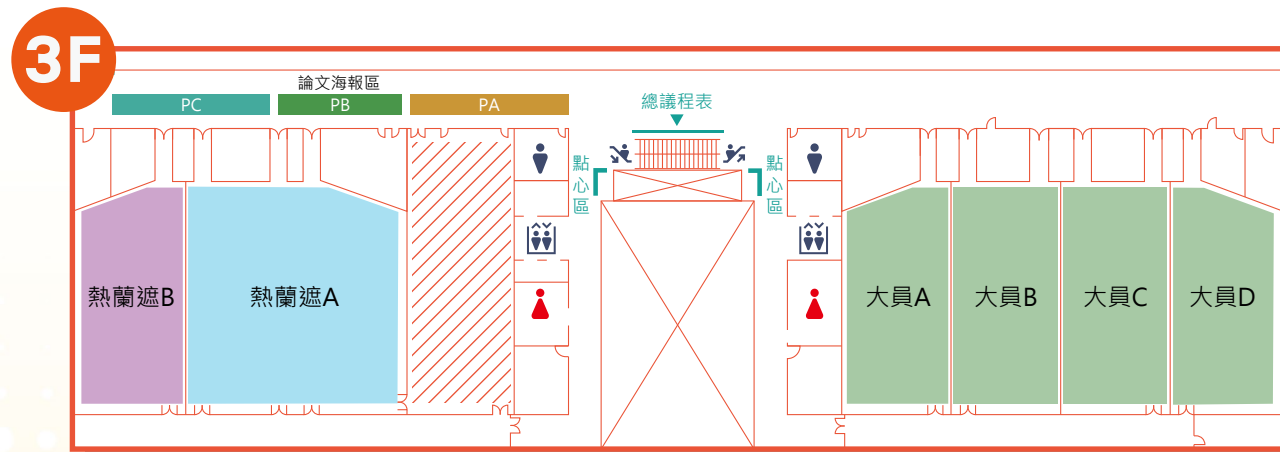 3F
論文海報區
PC
PB
PA
總議程表
點心區
點心區
熱蘭遮B
熱蘭遮A
大員A
大員B
大員C
大員D